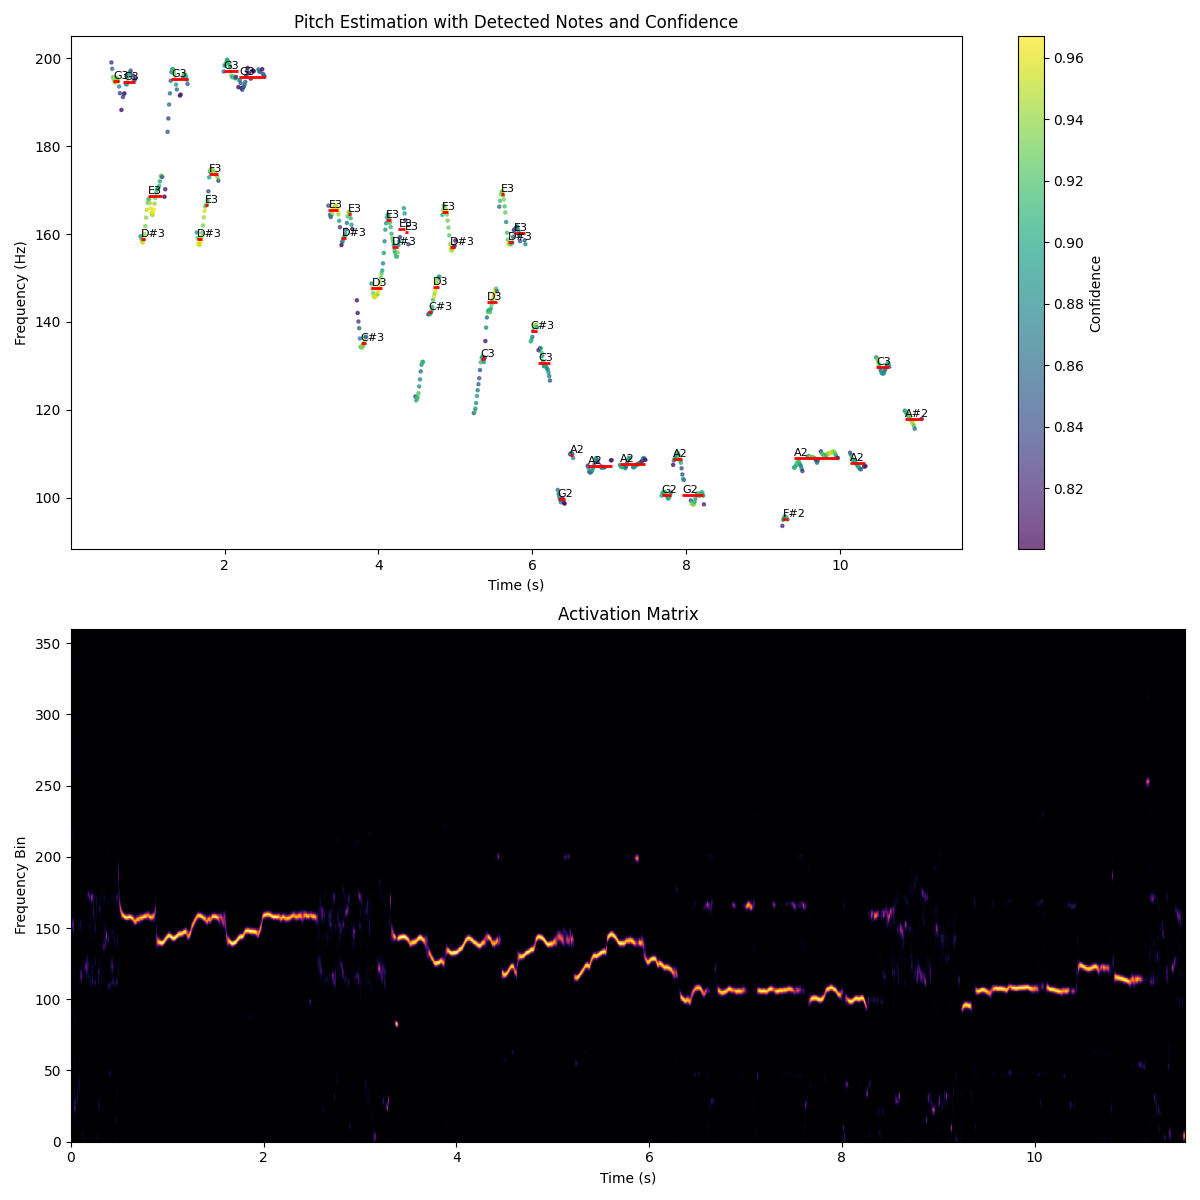 Pitch Estimation with Detected Notes and Confidence
Frequency (Hz)
200
180
160
140
120
100
G3 G3 G3 G3 G3
E3 E3 E3
D#3 D#3
E3 E3 D#3 E3 E3 E3 D#3 E3 D#3 E3 E3 D#3
D3 D3 D3
C#3 C#3 C3 C#3 C3
G2 A2 A2 A2 G2 A2 G2
F#2 A2 A2 C3 A#2
2 4 6 8 10
Time (s)
0.96
0.94
0.92
0.90
0.88
0.86
0.84
0.82
Confidence
Activation Matrix
Frequency Bin
350
300
250
200
150
100
50
0
0 2 4 6 8 10
Time (s)